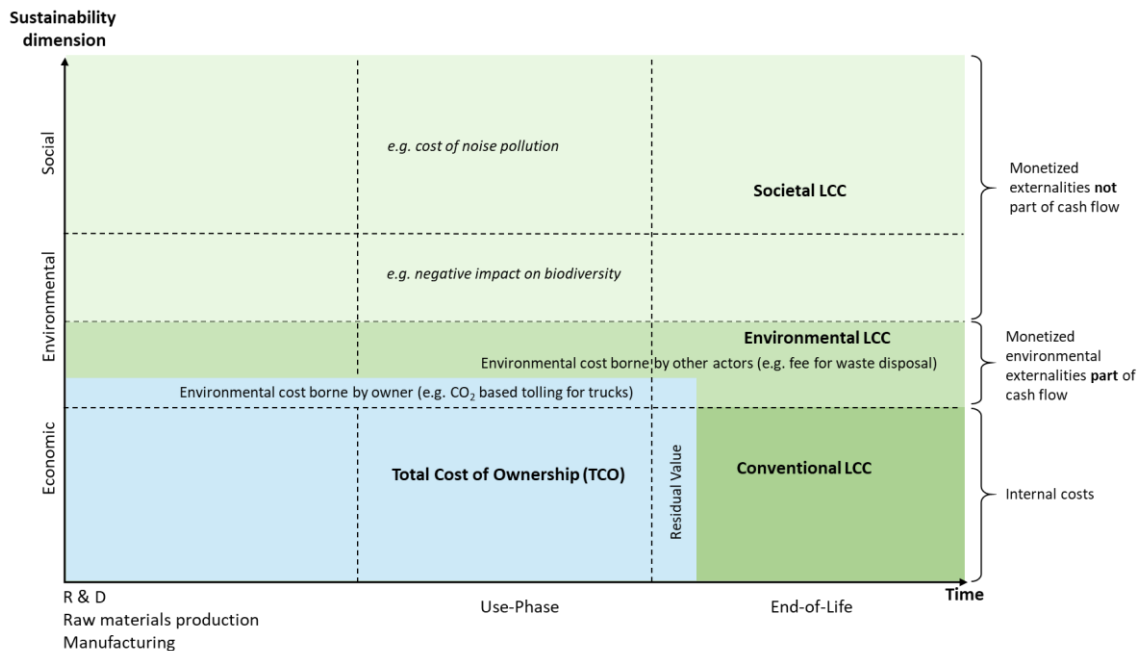 Sustainability
dimension
Social
Environmental
Economic
e.g. cost of noise pollution
Societal LCC
e.g. negative impact on biodiversity
Environmental LCC
Environmental cost borne by other actors (e.g. fee for waste disposal)
Environmental cost borne by owner (e.g. CO₂ based tolling for trucks)
Total Cost of Ownership (TCO)
Residual Value
Conventional LCC
Monetized
externalities not
part of cash flow
Monetized
environmental
externalities part of
cash flow
Internal costs
R & D
Raw materials production
Manufacturing
Use-Phase
End-of-Life
Time